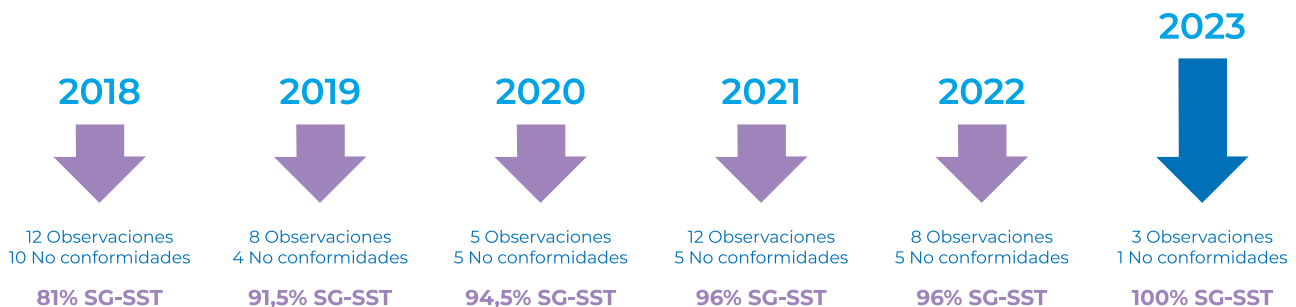 2018
12 Observaciones
10 No conformidades
81% SG-SST
2019
8 Observaciones
4 No conformidades
91,5% SG-SST
2020
5 Observaciones
5 No conformidades
94,5% SG-SST
2021
12 Observaciones
5 No conformidades
96% SG-SST
2022
8 Observaciones
5 No conformidades
96% SG-SST
2023
3 Observaciones
1 No conformidades
100% SG-SST